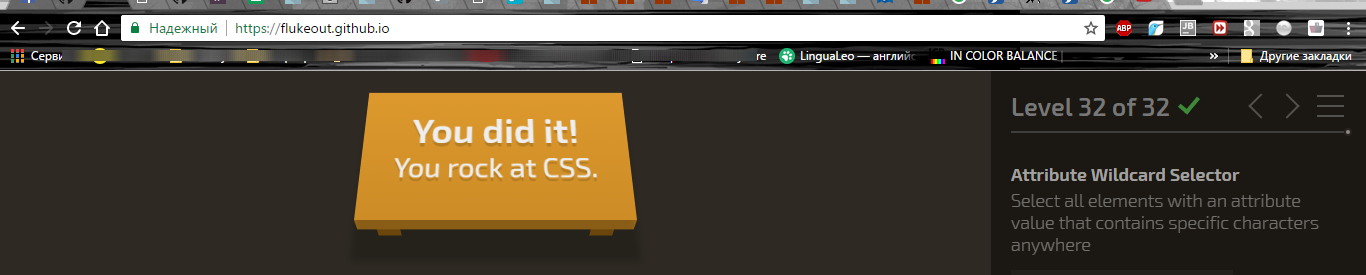 Надежный https://flukeout.github.io
ABP
JB
Серви
re LinguaLeo — английс IN COLOR BALANCE | » Другие закладки
You did it!
You rock at CSS.
Level 32 of 32
Attribute Wildcard Selector
Select all elements with an attribute
value that contains specific characters
anywhere